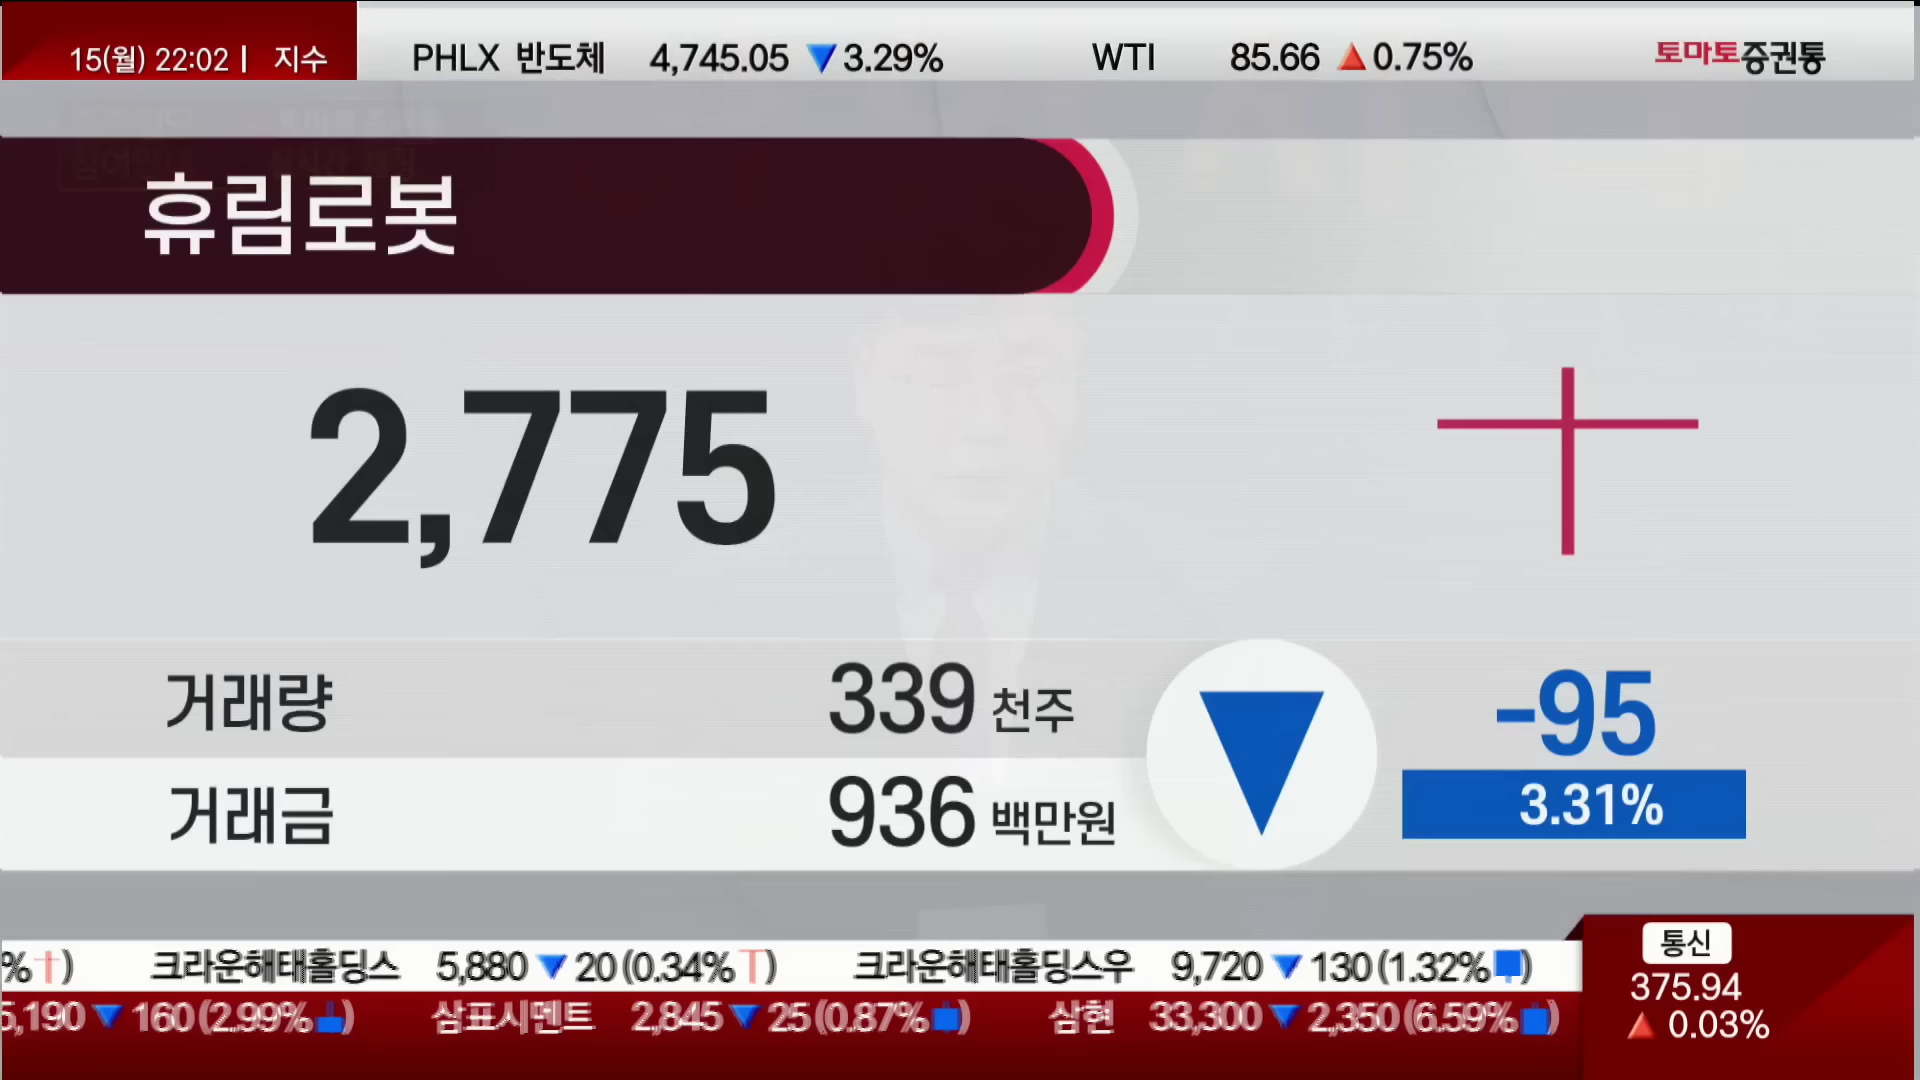 15(월) 22:02 | 지수 PHLX 반도체 4,745.05 ▼ 3.29% WTI 85.66 ▲ 0.75% 토마토증권통
휴림로봇
2,775
거래량 339 천주
-95
3.31%
거래금 936 백만원
%) 크라운해태홀딩스 5,880 ▼ 20 (0.34%) 크라운해태홀딩스우 9,720 ▼ 130 (1.32%)
5,190 ▼ 160 (2.99%) 삼표시멘트 2,845 ▼ 25 (0.87%) 삼현 33,300 ▼ 2,350 (6.59%)
통신
375.94
▲ 0.03%